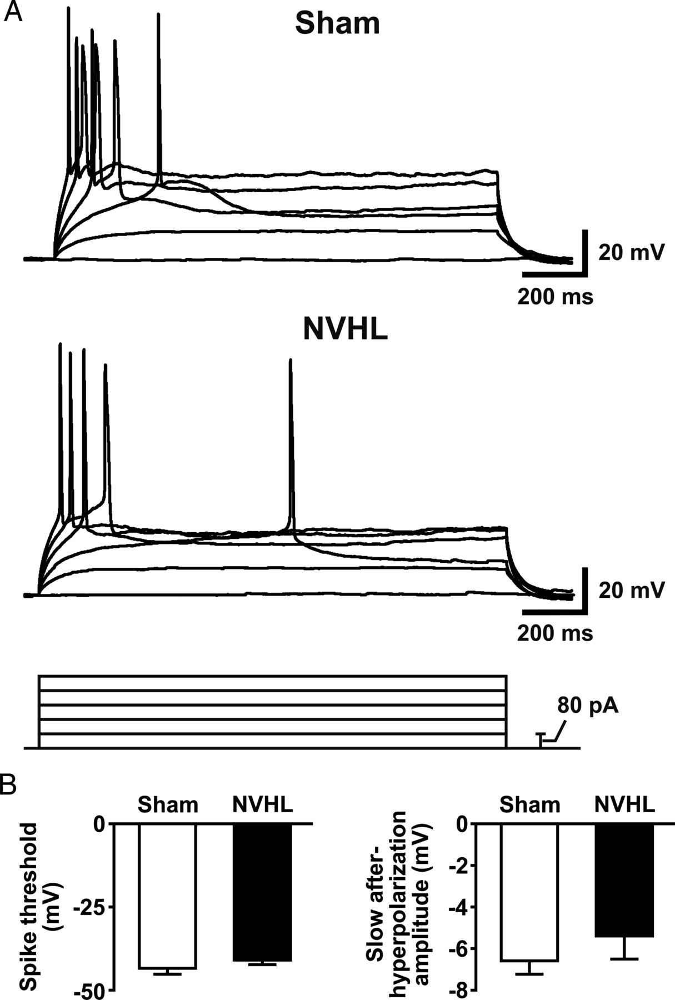 A
Sham
20 mV
200 ms
NVHL
20 mV
200 ms
80 pA
B
Spike threshold
(mV)
Sham
NVHL
0
-25
-50
Slow after-
hyperpolarization
amplitude (mV)
Sham
NVHL
0
-2
-4
-6
-8